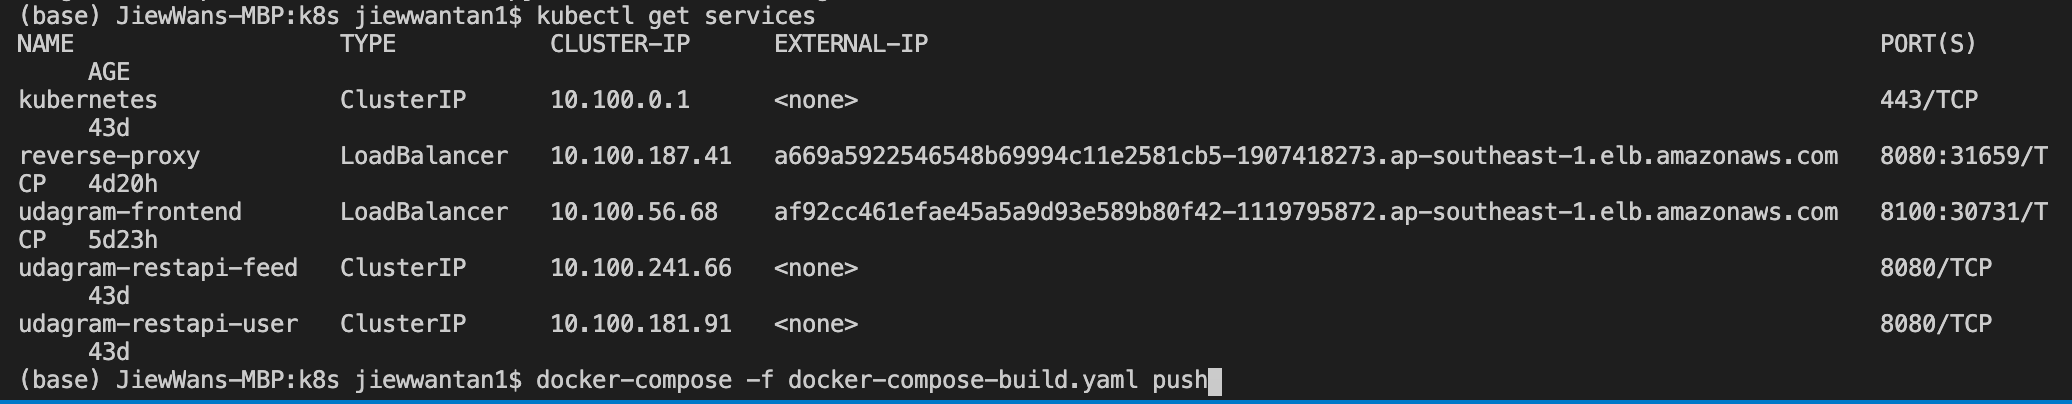 (base) JiewWans-MBP:k8s jiewwantan1$ kubectl get services
NAME TYPE CLUSTER-IP EXTERNAL-IP PORT(S)
AGE
kubernetes ClusterIP 10.100.0.1 <none> 443/TCP
43d
reverse-proxy LoadBalancer 10.100.187.41 a669a5922546548b69994c11e2581cb5-1907418273.ap-southeast-1.elb.amazonaws.com 8080:31659/T
CP 4d20h
udagram-frontend LoadBalancer 10.100.56.68 af92cc461efae45a5a9d93e589b80f42-1119795872.ap-southeast-1.elb.amazonaws.com 8100:30731/T
CP 5d23h
udagram-restapi-feed ClusterIP 10.100.241.66 <none> 8080/TCP
43d
udagram-restapi-user ClusterIP 10.100.181.91 <none> 8080/TCP
43d
(base) JiewWans-MBP:k8s jiewwantan1$ docker-compose -f docker-compose-build.yaml push